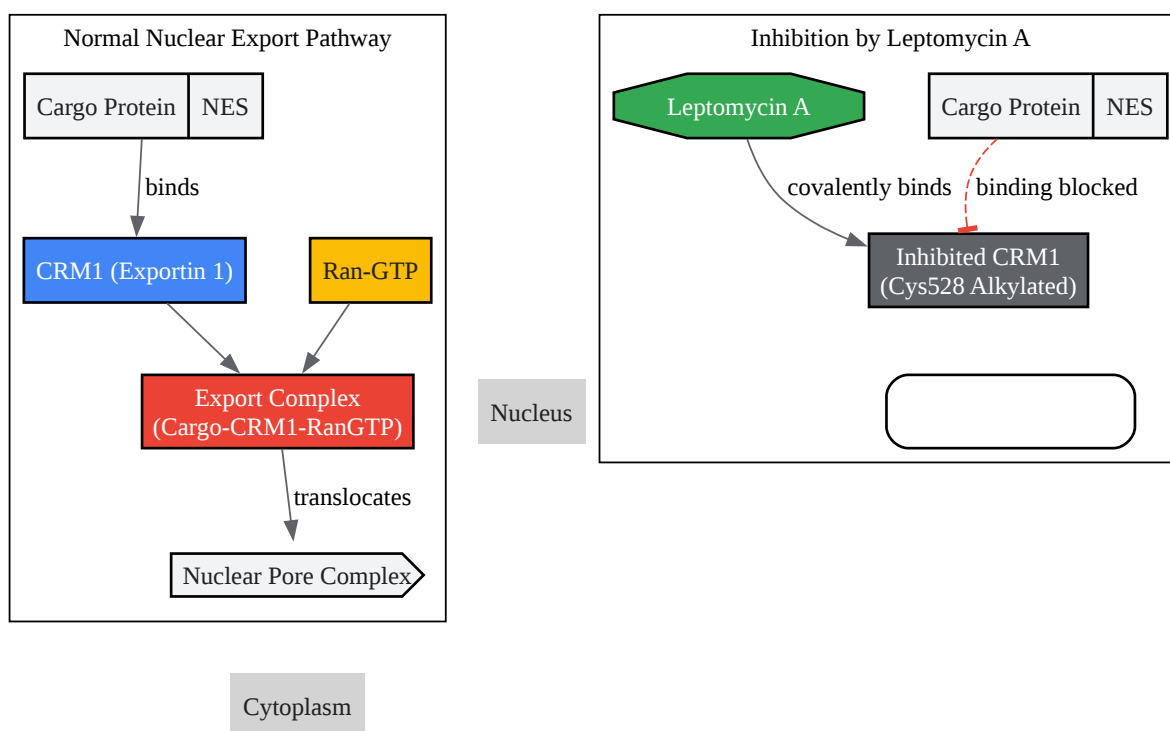 Normal Nuclear Export Pathway
Cargo Protein
NES
binds
CRM1 (Exportin 1)
Ran-GTP
Export Complex
(Cargo-CRM1-RanGTP)
translocates
Nuclear Pore Complex
Cytoplasm
Nucleus
Inhibition by Leptomycin A
Leptomycin A
Cargo Protein
NES
covalently binds
binding blocked
Inhibited CRM1
(Cys528 Alkylated)